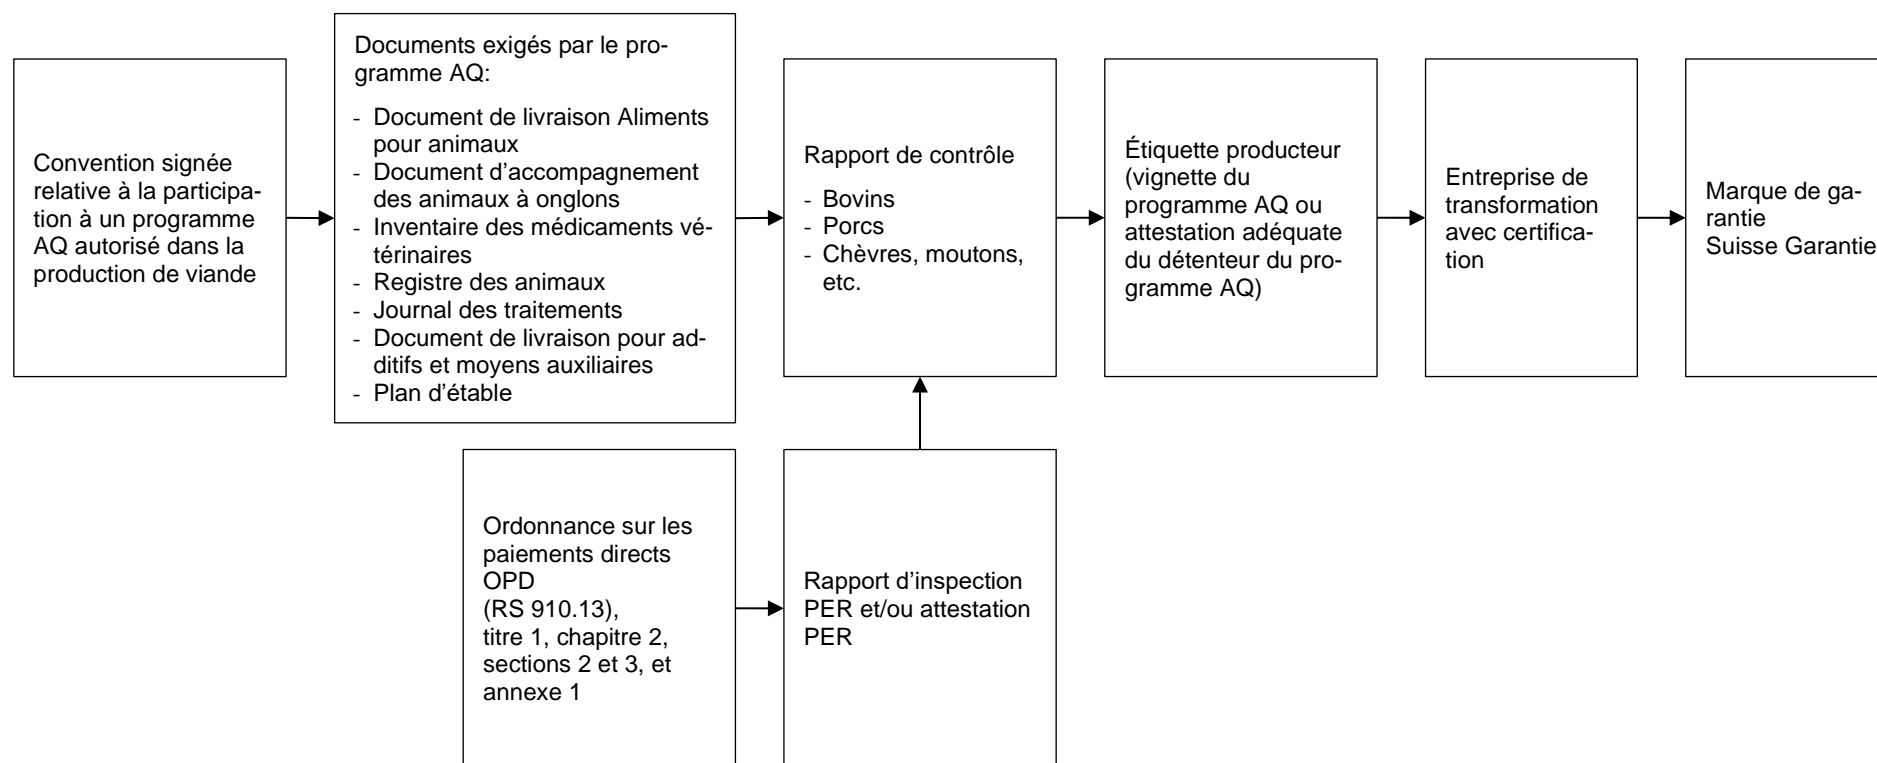 Convention signée
relative à la participa-
tion à un programme
AQ autorisé dans la
production de viande
Documents exigés par le pro-
gramme AQ:
- Document de livraison Aliments
pour animaux
- Document d’accompagnement
des animaux à onglons
- Inventaire des médicaments vé-
térinaires
- Registre des animaux
- Journal des traitements
- Document de livraison pour ad-
ditifs et moyens auxiliaires
- Plan d’étable
Rapport de contrôle
- Bovins
- Porcs
- Chèvres, moutons,
etc.
Étiquette producteur
(vignette du
programme AQ ou
attestation adéquate
du détenteur du pro-
gramme AQ)
Entreprise de
transformation
avec certifica-
tion
Marque de ga-
rantie
Suisse Garantie
Ordonnance sur les
paiements directs
OPD
(RS 910.13),
titre 1, chapitre 2,
sections 2 et 3, et
annexe 1
Rapport d’inspection
PER et/ou attestation
PER